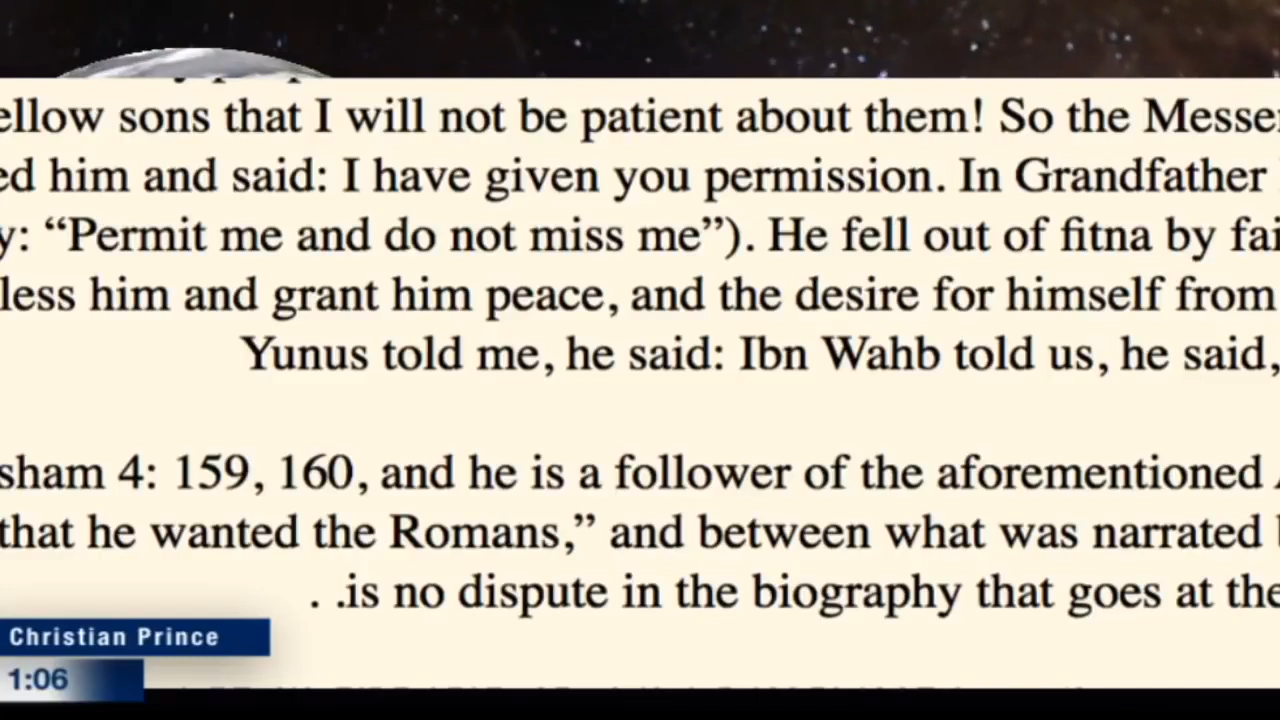 ellow sons that I will not be patient about them! So the Messe
ed him and said: I have given you permission. In Grandfather
y: “Permit me and do not miss me”). He fell out of fitna by fai
less him and grant him peace, and the desire for himself from
Yunus told me, he said: Ibn Wahb told us, he said,
sham 4: 159, 160, and he is a follower of the aforementioned
that he wanted the Romans,” and between what was narrated
. .is no dispute in the biography that goes at the
Christian Prince
1:06